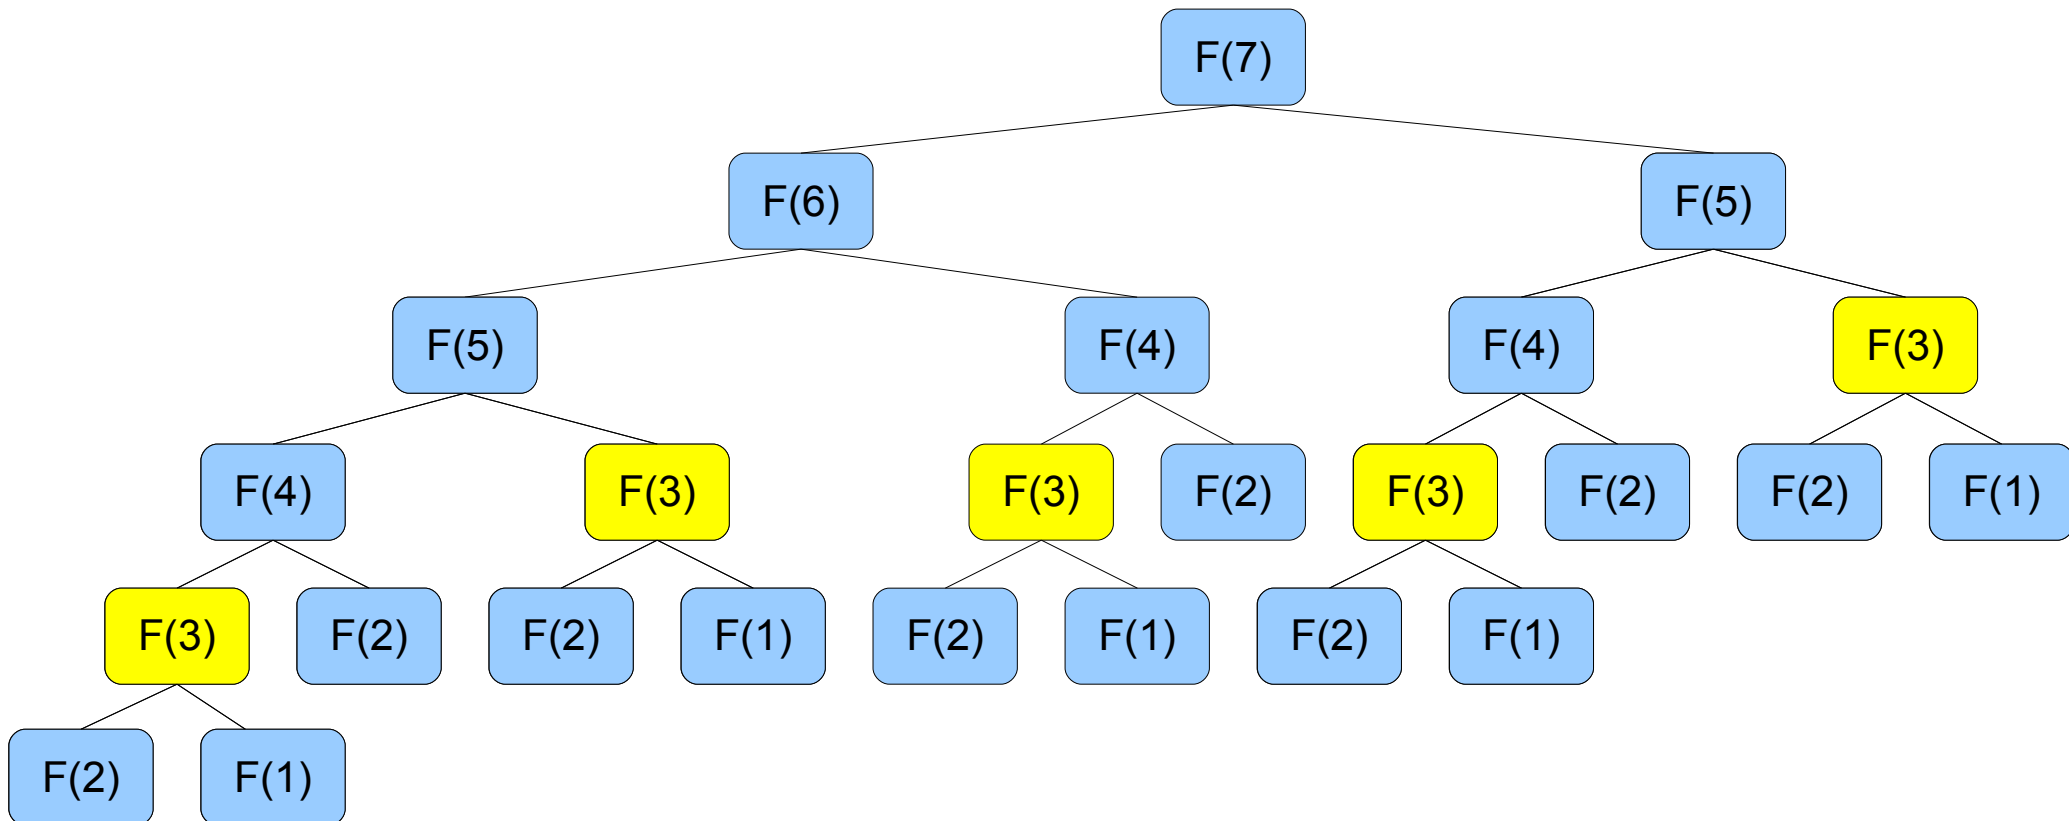 F(7)
F(6) F(5)
F(5) F(4) F(4) F(3)
F(4) F(3) F(3) F(2) F(3) F(2) F(2) F(1)
F(3) F(2) F(2) F(1) F(2) F(1) F(2) F(1)
F(2) F(1)